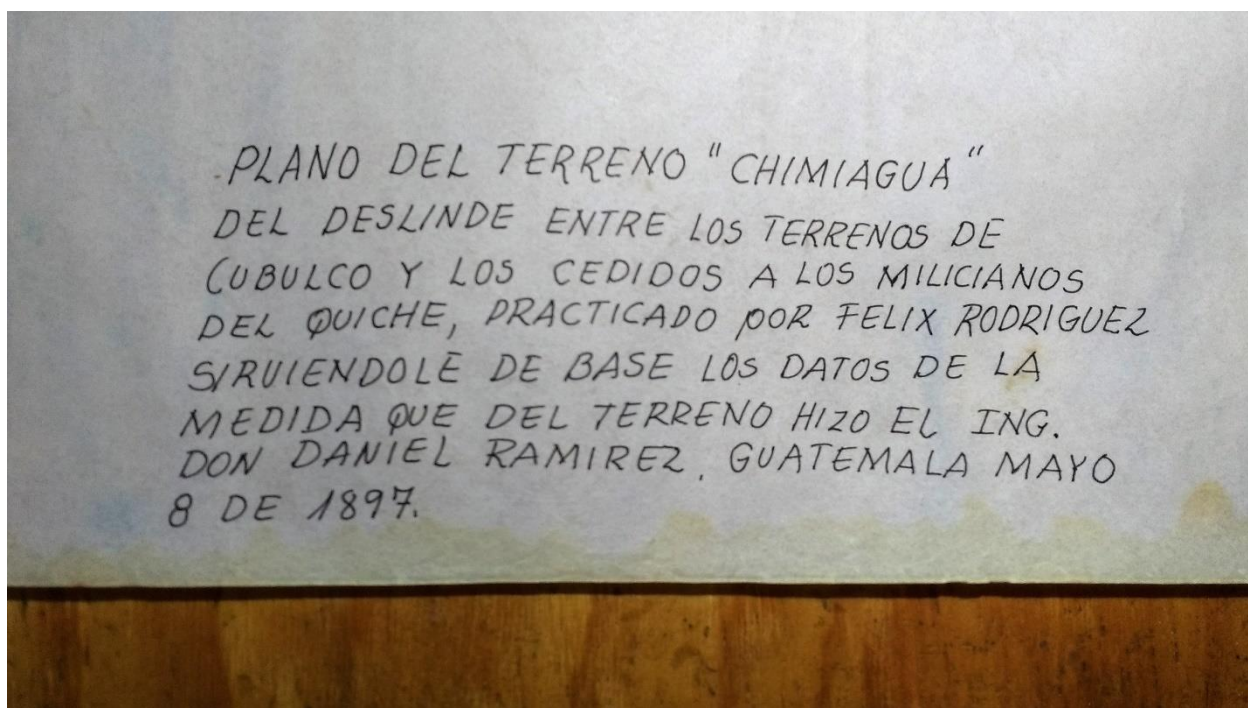 PLANO DEL TERRENO "CHIMIAGUA"
DEL DESLINDE ENTRE LOS TERRENOS DE
CUBULCO Y LOS CEDIDOS A LOS MILICIANOS
DEL QUICHE, PRACTICADO POR FELIX RODRIGUEZ
SIRUIENDOLE DE BASE LOS DATOS DE LA
MEDIDA QUE DEL TERRENO HIZO EL ING.
DON DANIEL RAMIREZ. GUATEMALA MAYO
8 DE 1897.